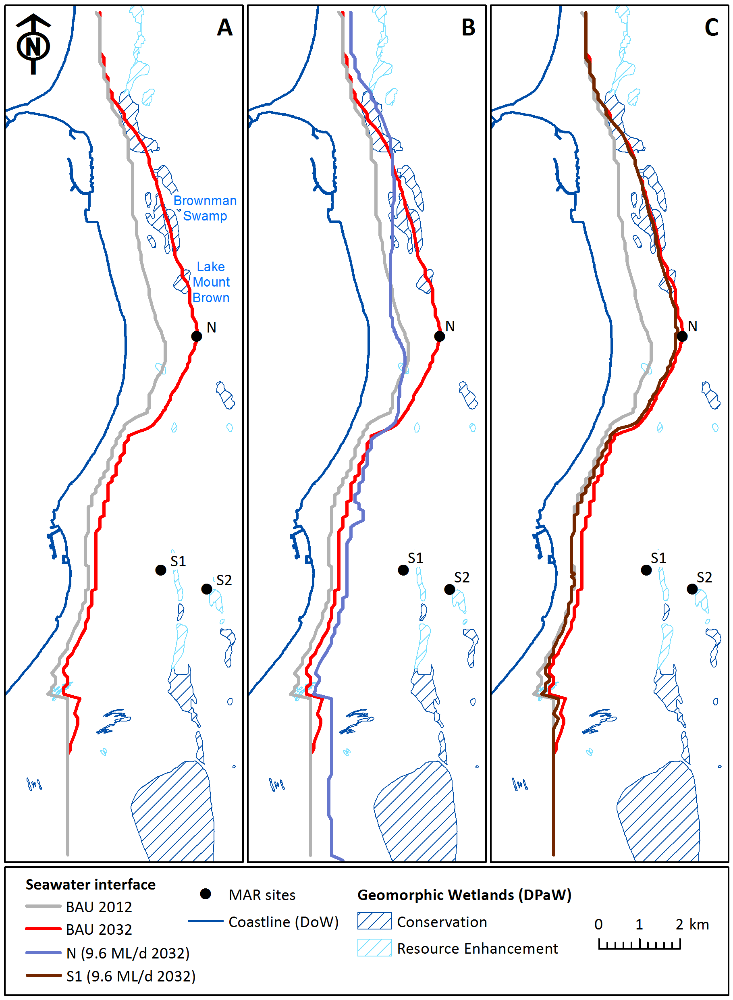 N
A
Brownman
Swamp
Lake
Mount
Brown
N
S1
S2
B
N
S1
S2
C
N
S1
S2
Seawater interface
BAU 2012
BAU 2032
N (9.6 ML/d 2032)
S1 (9.6 ML/d 2032)
MAR sites
Coastline (DoW)
Geomorphic Wetlands (DPaW)
Conservation
Resource Enhancement
0 1 2 km